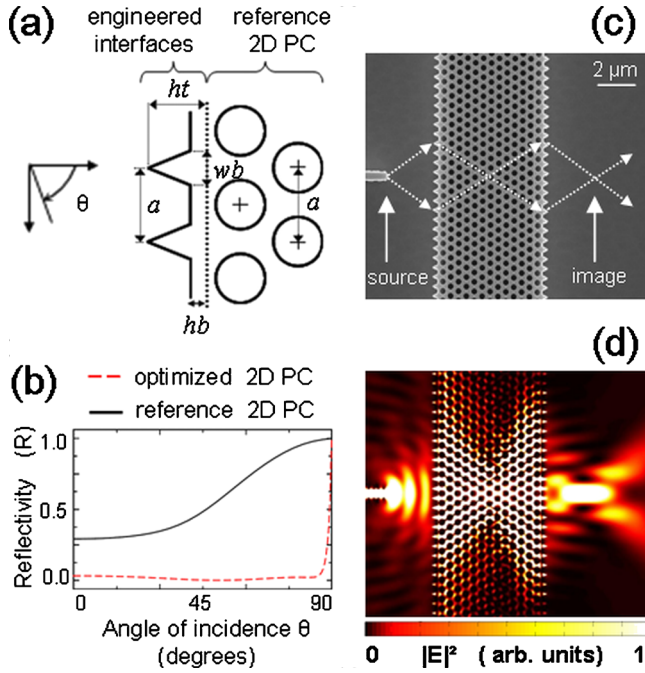 (a)
engineered interfaces
reference 2D PC
ht
wb
a
a
θ
hb
(b)
optimized 2D PC
reference 2D PC
Reflectivity (R)
1.0
0.5
0.0
0
45
90
Angle of incidence θ
(degrees)
(c)
2 µm
source
image
(d)
0
1
|E|² ( arb. units)